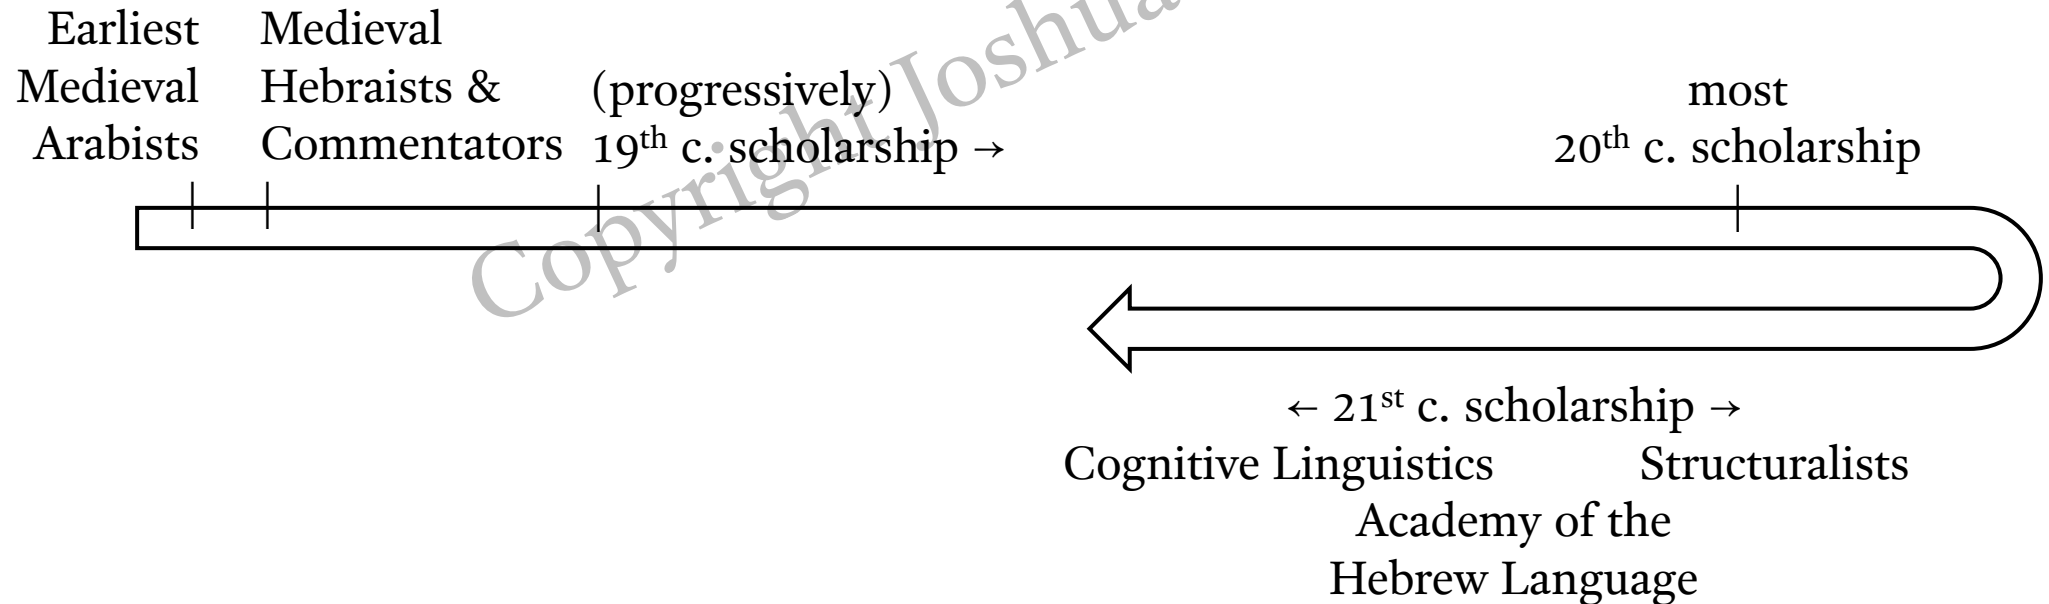 Earliest
Medieval
Arabists
Medieval
Hebraists &
Commentators
(progressively)
19th c. scholarship →
most
20th c. scholarship
Copyright Joshua
← 21st c. scholarship →
Cognitive Linguistics
Structuralists
Academy of the
Hebrew Language